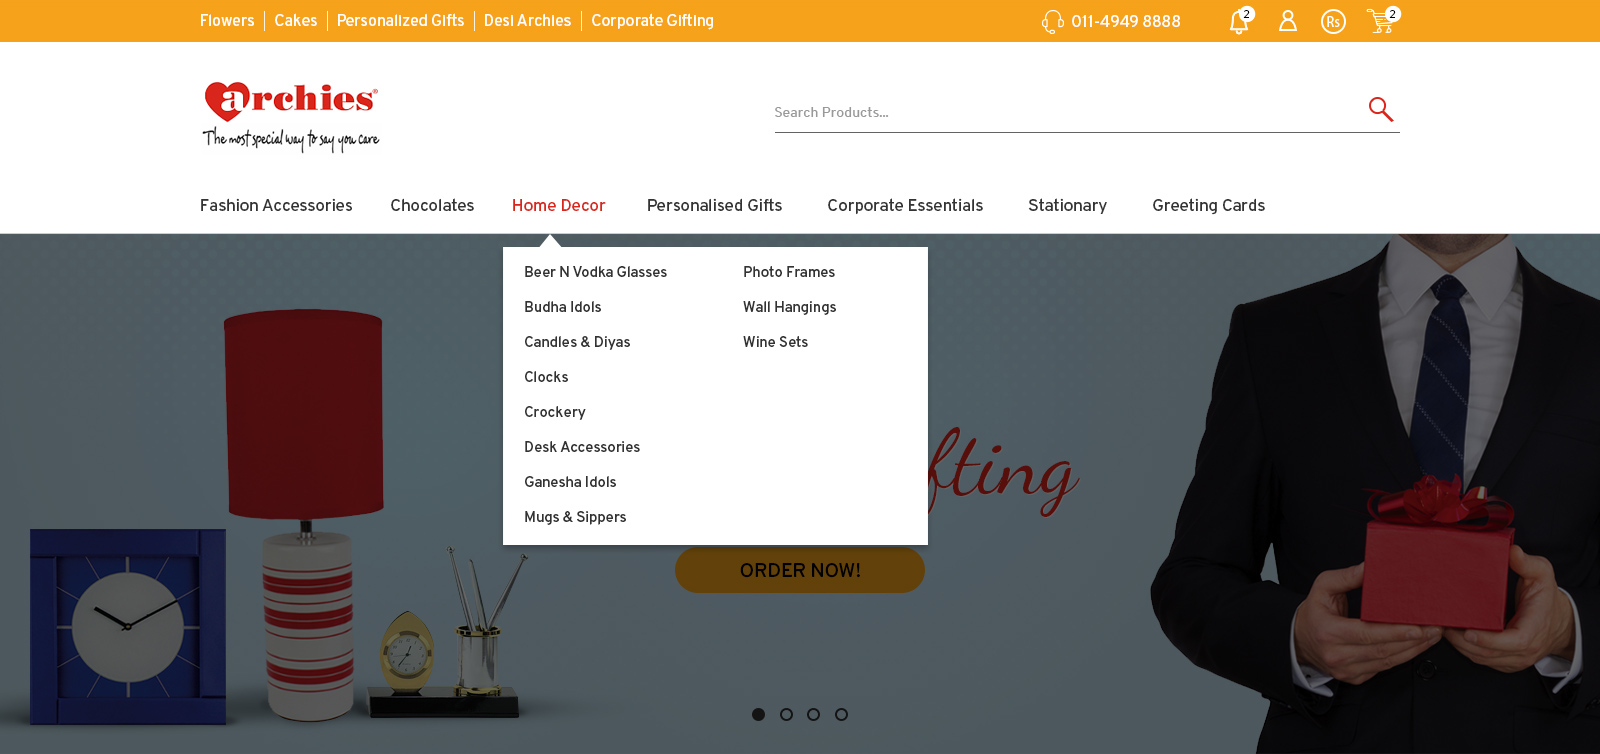 Flowers Cakes Personalized Gifts Desi Archies Corporate Gifting 011-4949 8888 2 Rs 2
archies®
The most special way to say you care
Search Products...
Fashion Accessories Chocolates Home Decor Personalised Gifts Corporate Essentials Stationary Greeting Cards
Beer N Vodka Glasses Photo Frames
Budha Idols Wall Hangings
Candles & Diyas Wine Sets
Clocks
Crockery
Desk Accessories
Ganesha Idols
Mugs & Sippers
fting
ORDER NOW!